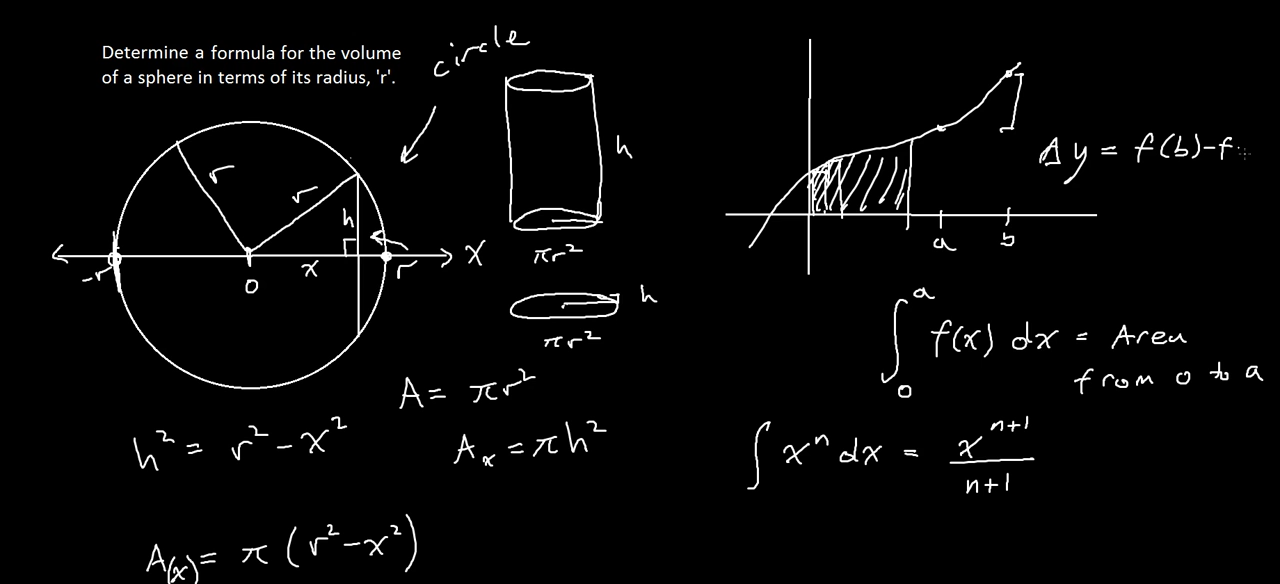 Determine a formula for the volume
of a sphere in terms of its radius, 'r'.
circle
r
r
h
-r
0
x
r
X
h
πr²
h
πr²
A = πr²
h² = r² - x²
Aₓ = πh²
A(x) = π (r² - x²)
Δy = f(b) - f
a
b
∫₀ᵃ f(x) dx = Area
from 0 to a
∫ xⁿ dx = xⁿ⁺¹ / n+1